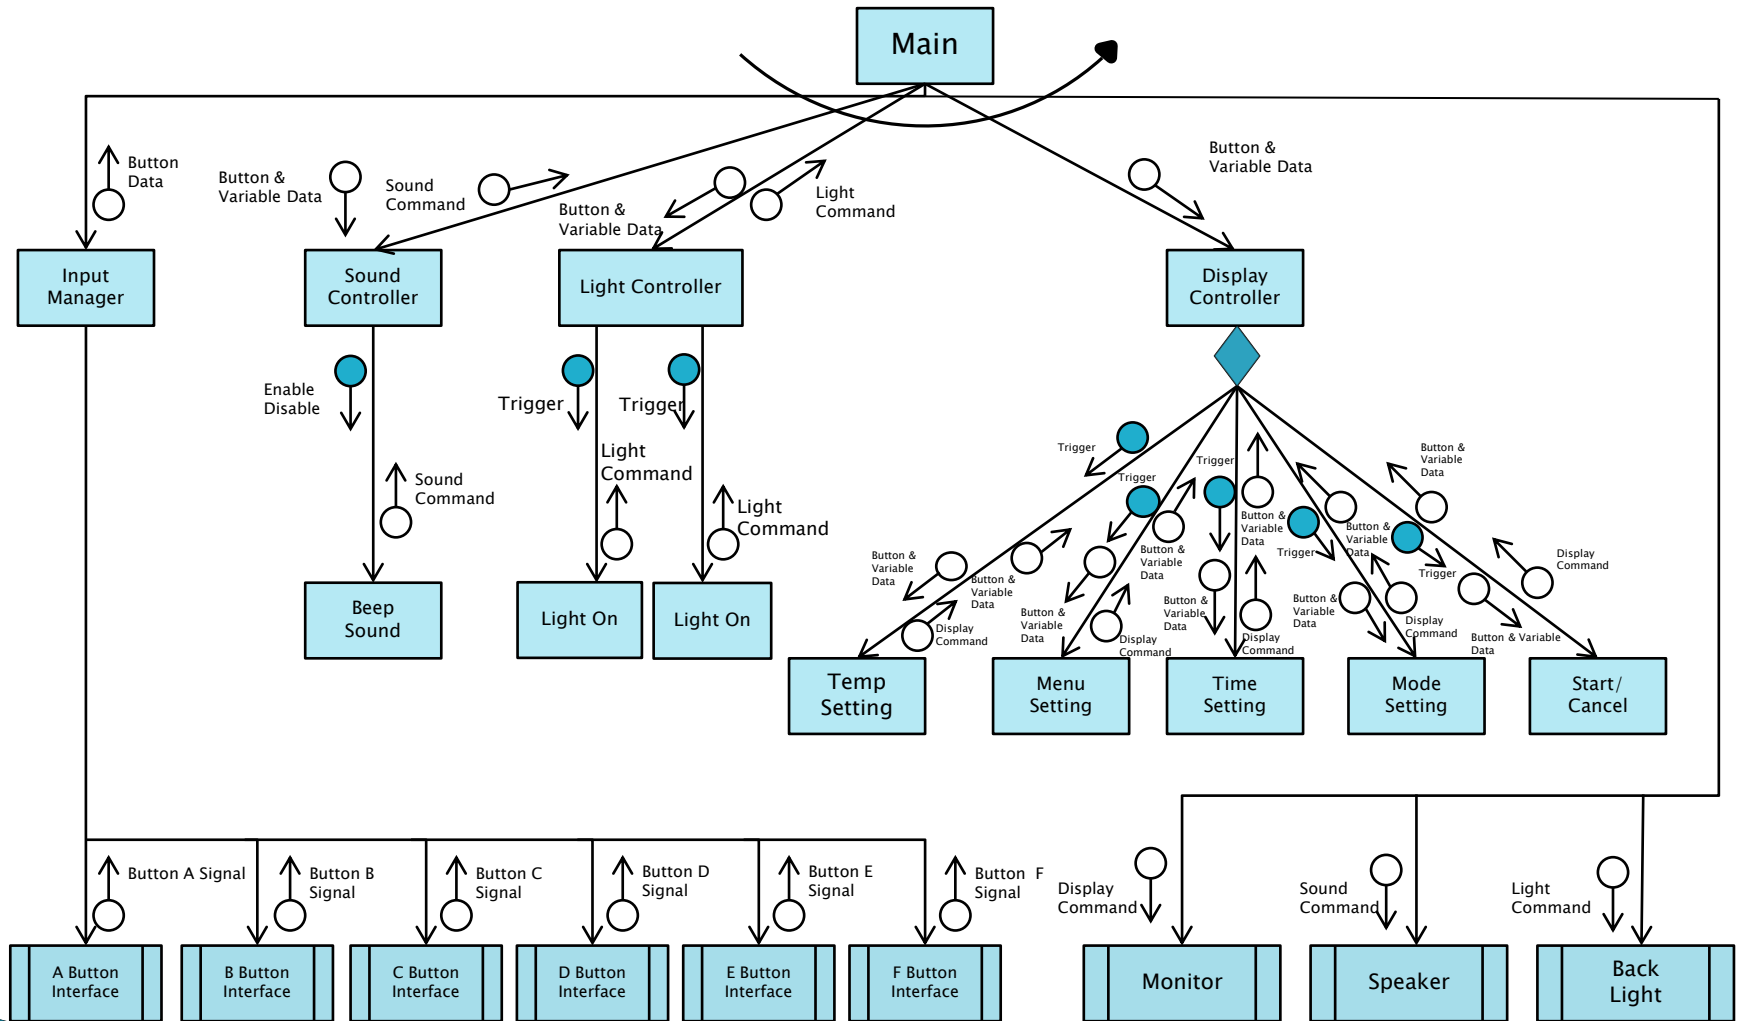 Main
Button
Data
Button &
Variable Data
Sound
Command
Button &
Variable Data
Light
Command
Button &
Variable Data
Input
Manager
Sound
Controller
Light Controller
Display
Controller
Enable
Disable
Trigger
Trigger
Sound
Command
Light
Command
Light
Command
Trigger
Trigger
Trigger
Button &
Variable
Data
Button &
Variable
Data
Button &
Variable
Data
Button &
Variable
Data
Button &
Variable
Data
Trigger
Trigger
Display
Command
Button &
Variable
Data
Button &
Variable
Data
Button &
Variable
Data
Button &
Variable
Data
Button & Variable
Data
Display
Command
Display
Command
Display
Command
Display
Command
Beep
Sound
Light On
Light On
Temp
Setting
Menu
Setting
Time
Setting
Mode
Setting
Start/
Cancel
Button A Signal
Button B
Signal
Button C
Signal
Button D
Signal
Button E
Signal
Button F
Signal
Display
Command
Sound
Command
Light
Command
A Button
Interface
B Button
Interface
C Button
Interface
D Button
Interface
E Button
Interface
F Button
Interface
Monitor
Speaker
Back
Light